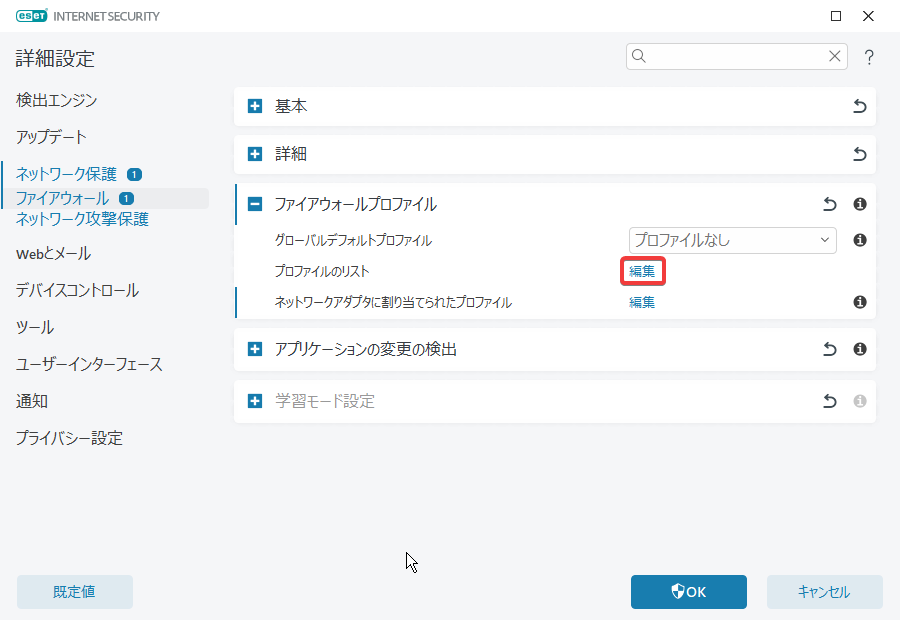 eset INTERNET SECURITY
詳細設定
?
検出エンジン
アップデート
ネットワーク保護 1
ファイアウォール 1
ネットワーク攻撃保護
Webとメール
デバイスコントロール
ツール
ユーザーインターフェース
通知
プライバシー設定
基本
詳細
ファイアウォールプロファイル
グローバルデフォルトプロファイル プロファイルなし
プロファイルのリスト 編集
ネットワークアダプタに割り当てられたプロファイル 編集
アプリケーションの変更の検出
学習モード設定
既定値 OK キャンセル